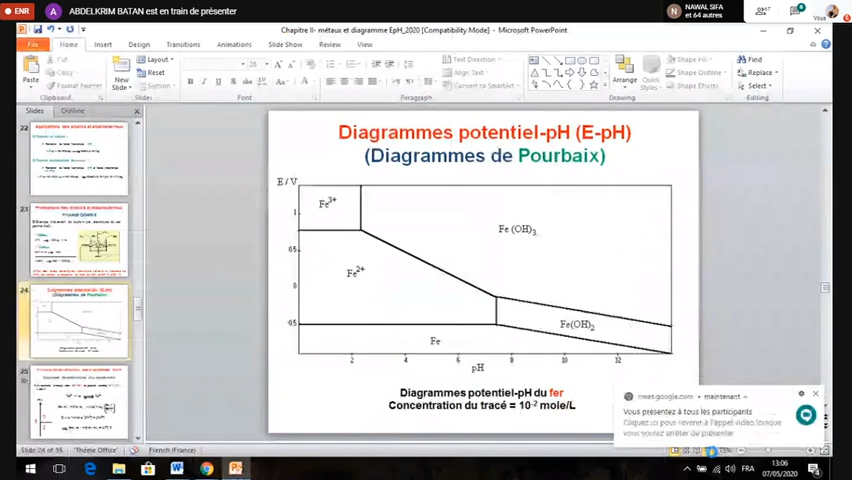 ENR
A
ABDELKRIM BATAN est en train de présenter
N
NAWAL SIFA
et 64 autres
67
8
Vous
Chapitre II- métaux et diagramme EpH_2020 [Compatibility Mode] - Microsoft PowerPoint
File
Home
Insert
Design
Transitions
Animations
Slide Show
Review
View
Paste
Cut
Copy
Format Painter
Clipboard
New
Slide
Layout
Reset
Section
Slides
Font
Paragraph
Text Direction
Align Text
Convert to SmartArt
Arrange
Quick
Styles
Shape Fill
Shape Outline
Shape Effects
Drawing
Find
Replace
Select
Editing
Slides
Outline
22
23
24
25
Diagrammes potentiel-pH (E-pH)
(Diagrammes de Pourbaix)
E / V
1
0.5
0
-0.5
Fe3+
Fe (OH)3
Fe2+
Fe(OH)2
Fe
2
4
6
8
10
12
pH
Diagrammes potentiel-pH du fer
Concentration du tracé = 10-2 mole/L
meet.google.com • maintenant
Vous présentez à tous les participants
Cliquez ici pour revenir à l'appel vidéo lorsque
vous voulez arrêter de présenter
Slide 24 of 35
"Thème Office"
French (France)
75%
FRA
13:06
07/05/2020